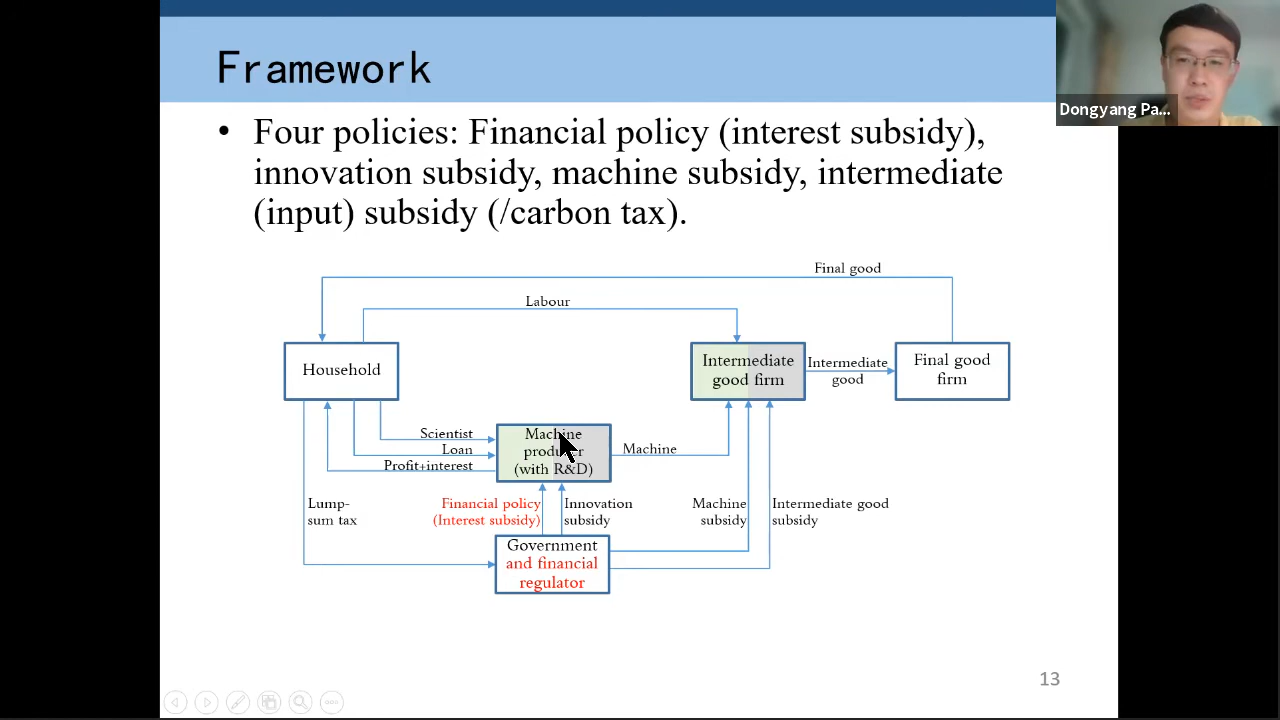 Framework
Dongyang Pa...
• Four policies: Financial policy (interest subsidy),
innovation subsidy, machine subsidy, intermediate
(input) subsidy (/carbon tax).
Final good
Labour
Household
Intermediate
good firm
Intermediate
good
Final good
firm
Scientist
Loan
Profit+interest
Machine
producer
(with R&D)
Machine
Lump-
sum tax
Financial policy
(Interest subsidy)
Innovation
subsidy
Machine
subsidy
Intermediate good
subsidy
Government
and financial
regulator
13